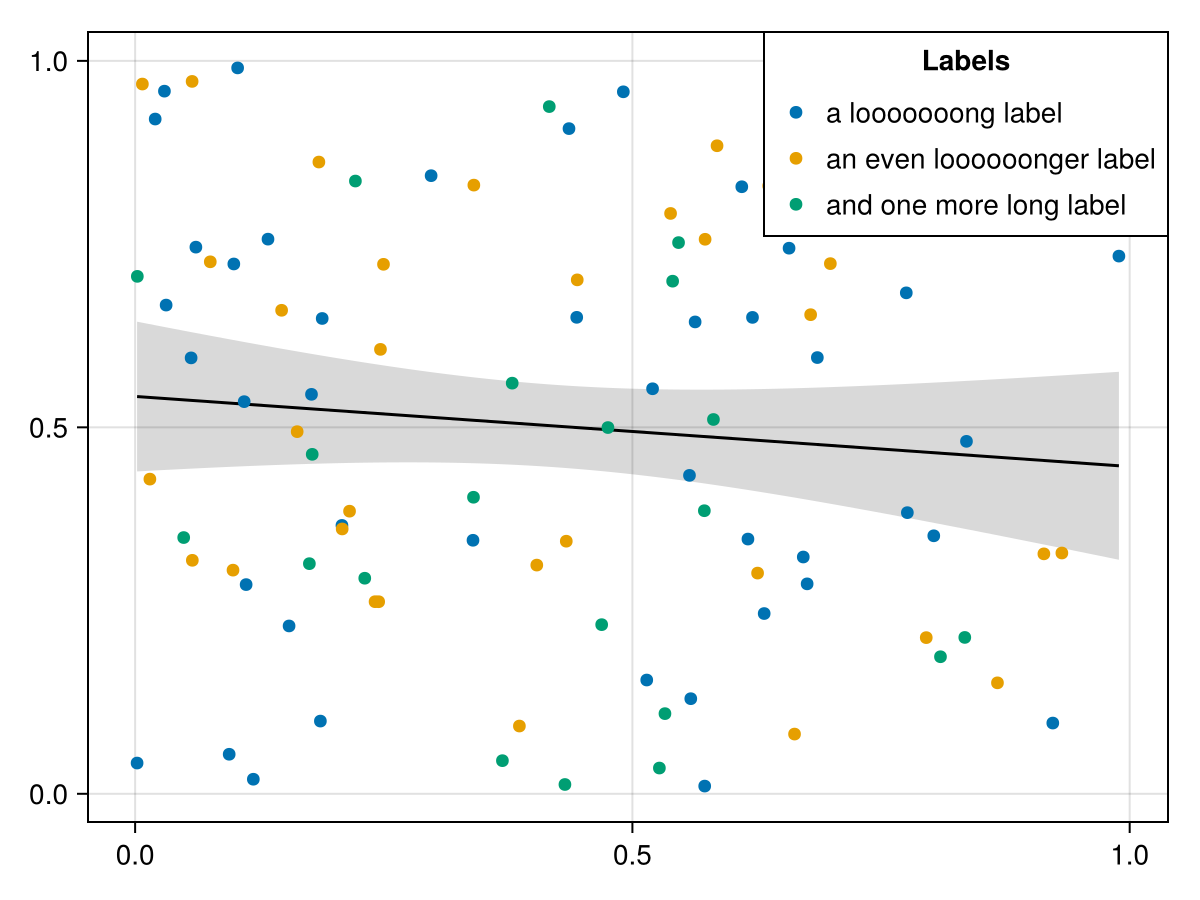 1.0
Labels
a looooooong label
an even loooooonger label
and one more long label
0.5
0.0
0.0 0.5 1.0